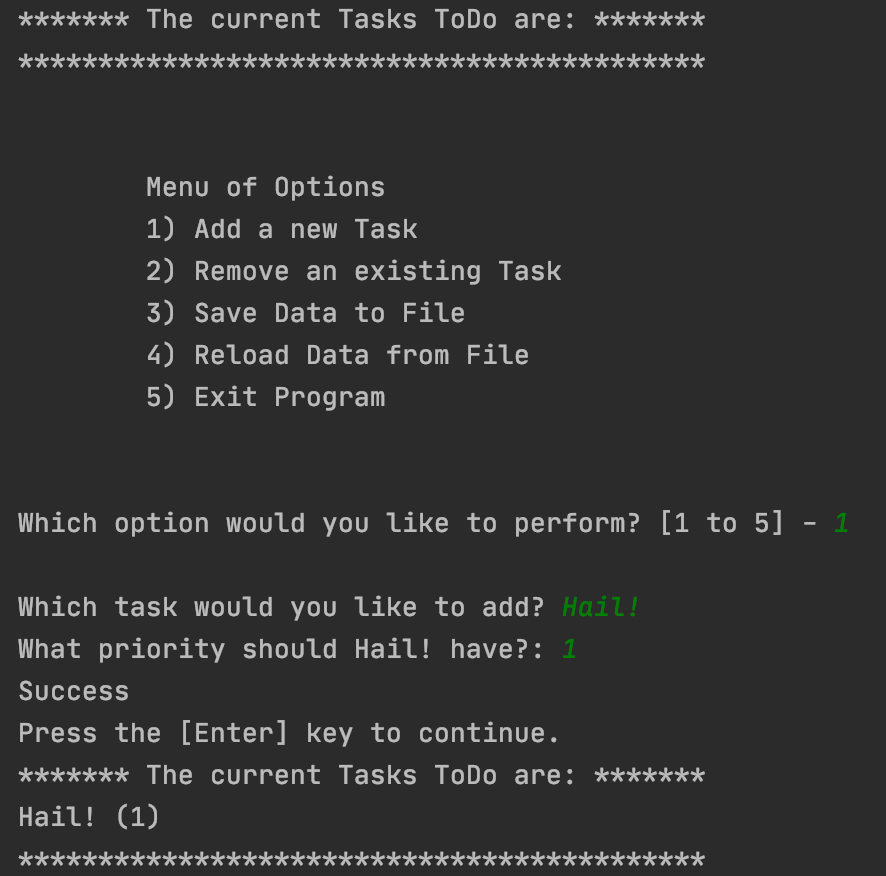 ******* The current Tasks ToDo are: *******
*******************************************
Menu of Options
1) Add a new Task
2) Remove an existing Task
3) Save Data to File
4) Reload Data from File
5) Exit Program
Which option would you like to perform? [1 to 5] - 1
Which task would you like to add? Hail!
What priority should Hail! have?: 1
Success
Press the [Enter] key to continue.
******* The current Tasks ToDo are: *******
Hail! (1)
*******************************************